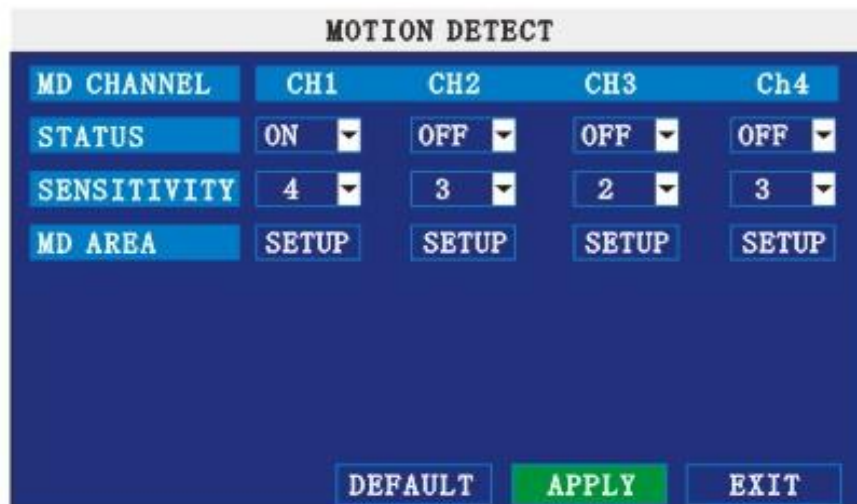 MOTION DETECT
MD CHANNEL CH1 CH2 CH3 Ch4
STATUS ON OFF OFF OFF
SENSITIVITY 4 3 2 3
MD AREA SETUP SETUP SETUP SETUP
DEFAULT APPLY EXIT